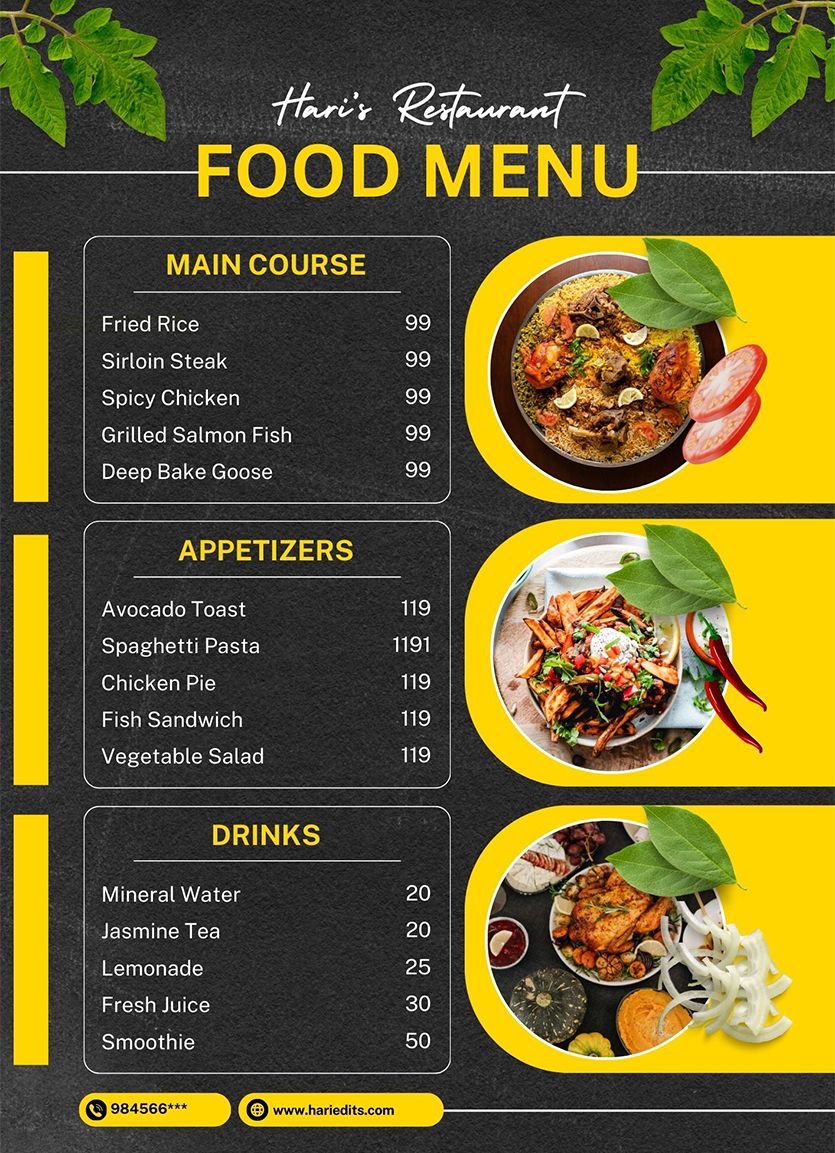 Hari's Restaurant
FOOD MENU
MAIN COURSE
Fried Rice 99
Sirloin Steak 99
Spicy Chicken 99
Grilled Salmon Fish 99
Deep Bake Goose 99
APPETIZERS
Avocado Toast 119
Spaghetti Pasta 1191
Chicken Pie 119
Fish Sandwich 119
Vegetable Salad 119
DRINKS
Mineral Water 20
Jasmine Tea 20
Lemonade 25
Fresh Juice 30
Smoothie 50
984566*** www.hariedits.com